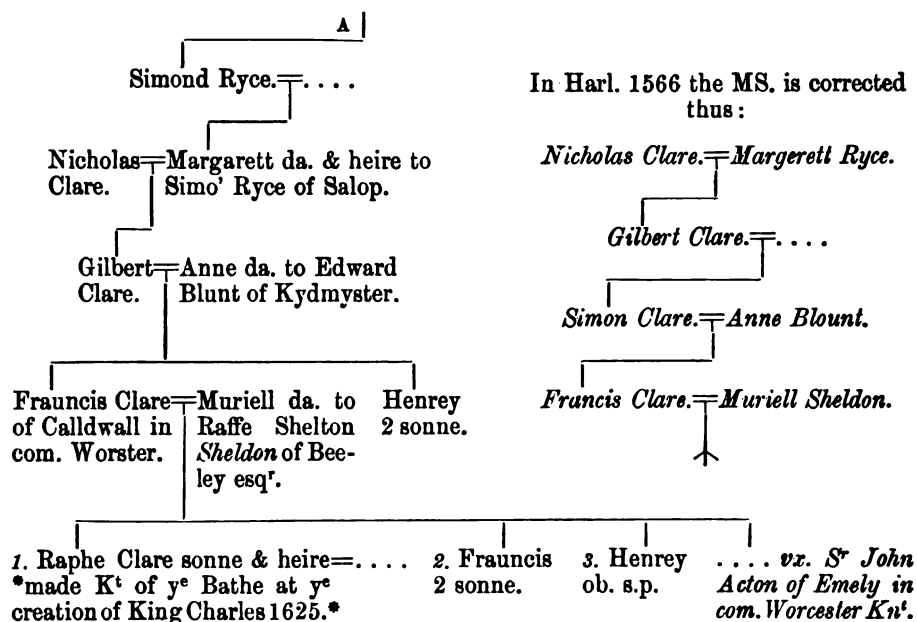 A
Simond Ryce.=. . . .
Nicholas=Margarett da. & heire to
Clare. Simo' Ryce of Salop.
Gilbert=Anne da. to Edward
Clare. Blunt of Kydmyster.
Frauncis Clare=Muriell da. to Henrey
of Calldwall in Raffe Shelton 2 sonne.
com. Worster. Sheldon of Bee-
ley esqʳ.
1. Raphe Clare sonne & heire=. . . . 2. Frauncis 3. Henrey . . . . vx. Sʳ John
*made Kᵗ of yᵉ Bathe at yᵉ 2 sonne. ob. s.p. Acton of Emely in
creation of King Charles 1625.* com. Worcester Knᵗ.
In Harl. 1566 the MS. is corrected
thus:
Nicholas Clare.=Margerett Ryce.
Gilbert Clare.=. . . .
Simon Clare.=Anne Blount.
Francis Clare.=Muriell Sheldon.